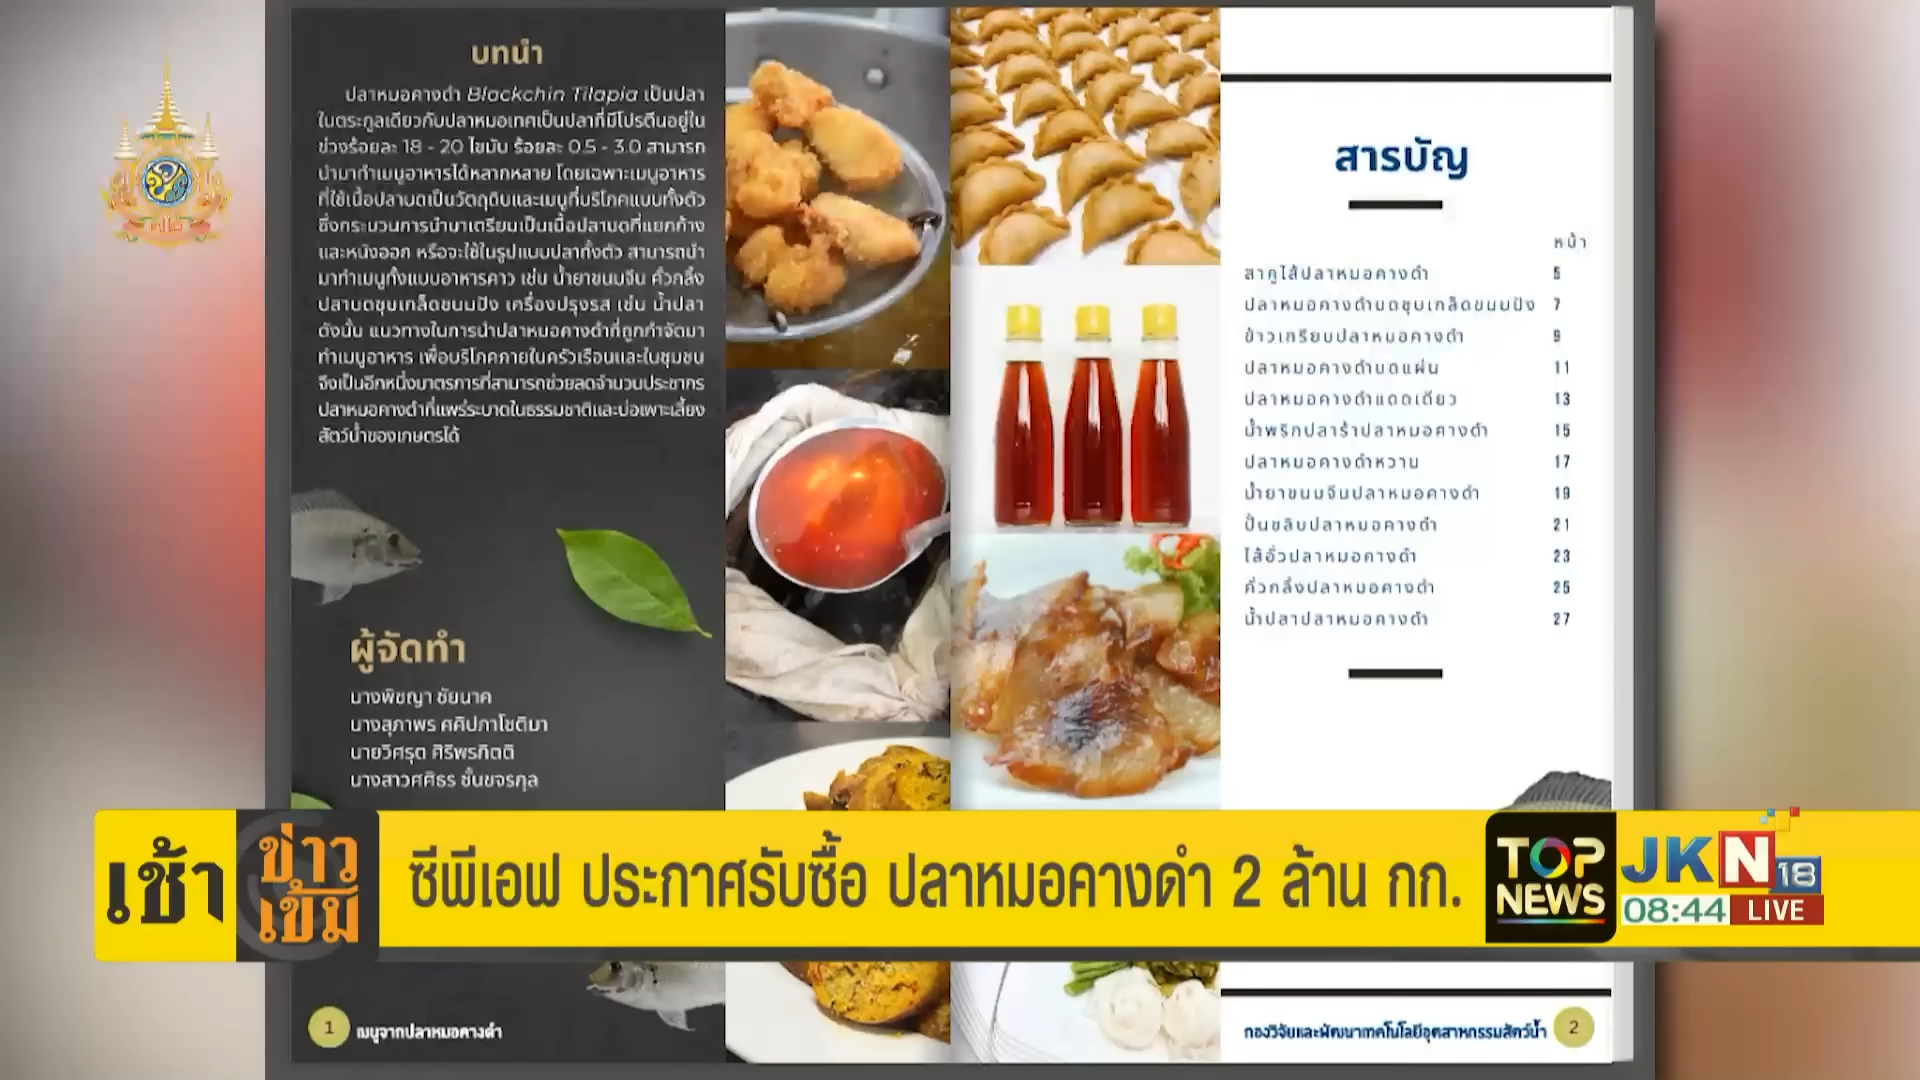 บทนำ
ปลาหมอคางดำ Blackchin Tilapia เป็นปลา
ในตระกูลเดียวกับปลาหมอเทศเป็นปลาที่มีโปรตีนอยู่ใน
ช่วงร้อยละ 18 - 20 ไขมัน ร้อยละ 0.5 - 3.0 สามารถ
นำมาทำเมนูอาหารได้หลากหลาย โดยเฉพาะเมนูอาหาร
ที่ใช้เนื้อปลาบดเป็นวัตถุดิบและเมนูที่บริโภคแบบทั้งตัว
ซึ่งกระบวนการนำมาเตรียมเป็นเนื้อปลาบดที่แยกก้าง
และหนังออก หรือจะใช้ในรูปแบบปลาทั้งตัว สามารถนำ
มาทำเมนูทั้งแบบอาหารคาว เช่น น้ำยาขนมจีน คั่วกลิ้ง
ปลาบดชุบเกล็ดขนมปัง เครื่องปรุงรส เช่น น้ำปลา
ดังนั้น แนวทางในการนำปลาหมอคางดำที่ถูกกำจัดมา
ทำเมนูอาหาร เพื่อบริโภคภายในครัวเรือนและในชุมชน
จึงเป็นอีกหนึ่งมาตรการที่สามารถช่วยลดจำนวนประชากร
ปลาหมอคางดำที่แพร่ระบาดในธรรมชาติและบ่อเพาะเลี้ยง
สัตว์น้ำของเกษตรได้
ผู้จัดทำ
นางพิชญา ชัยนาค
นางสุภาพร ศศิปภาโชติมา
นายวิศรุต ศิริพรกิตติ
นางสาวศศิธร ชั้นขจรกุล
1 เมนูจากปลาหมอคางดำ
สารบัญ
หน้า
สาคูไส้ปลาหมอคางดำ 5
ปลาหมอคางดำบดชุบเกล็ดขนมปัง 7
ข้าวเกรียบปลาหมอคางดำ 9
ปลาหมอคางดำบดแผ่น 11
ปลาหมอคางดำแดดเดียว 13
น้ำพริกปลาร้าปลาหมอคางดำ 15
ปลาหมอคางดำหวาน 17
น้ำยาขนมจีนปลาหมอคางดำ 19
ปั้นขลิบปลาหมอคางดำ 21
ไส้อั่วปลาหมอคางดำ 23
คั่วกลิ้งปลาหมอคางดำ 25
น้ำปลาปลาหมอคางดำ 27
กองวิจัยและพัฒนาเทคโนโลยีอุตสาหกรรมสัตว์น้ำ 2
เช้า ข่าว เข้ม
ซีพีเอฟ ประกาศรับซื้อ ปลาหมอคางดำ 2 ล้าน กก.
TOP NEWS
JKN 18
08:44 LIVE